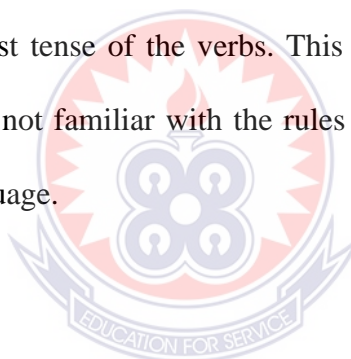 st tense of the verbs. This
not familiar with the rules
uage.
EDUCATION FOR SERVICE